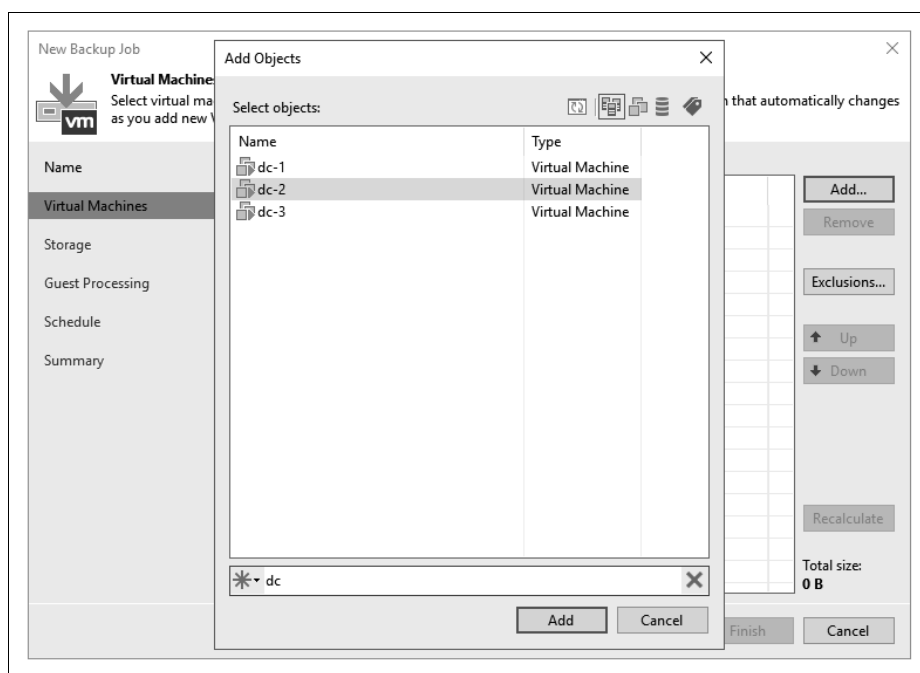 New Backup Job
Virtual Machine
Select virtual ma
as you add new
n that automatically changes
Name
Virtual Machines
Storage
Guest Processing
Schedule
Summary
Add Objects
Select objects:
Name Type
dc-1 Virtual Machine
dc-2 Virtual Machine
dc-3 Virtual Machine
dc
Add Cancel
Add...
Remove
Exclusions...
Up
Down
Recalculate
Total size:
0 B
Finish Cancel
vm